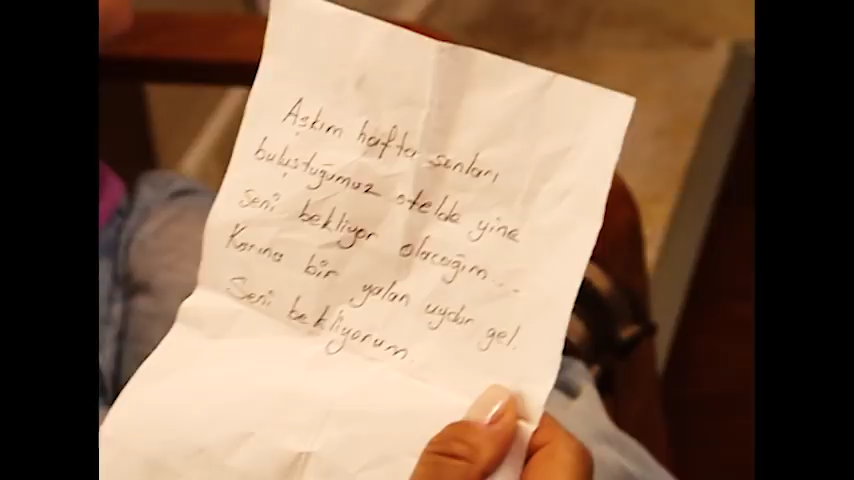 Aşkım hafta sonları
buluştuğumuz otelde yine
Seni bekliyor olacağım...
Karına bir yalan uydur gel.
Seni bekliyorum.